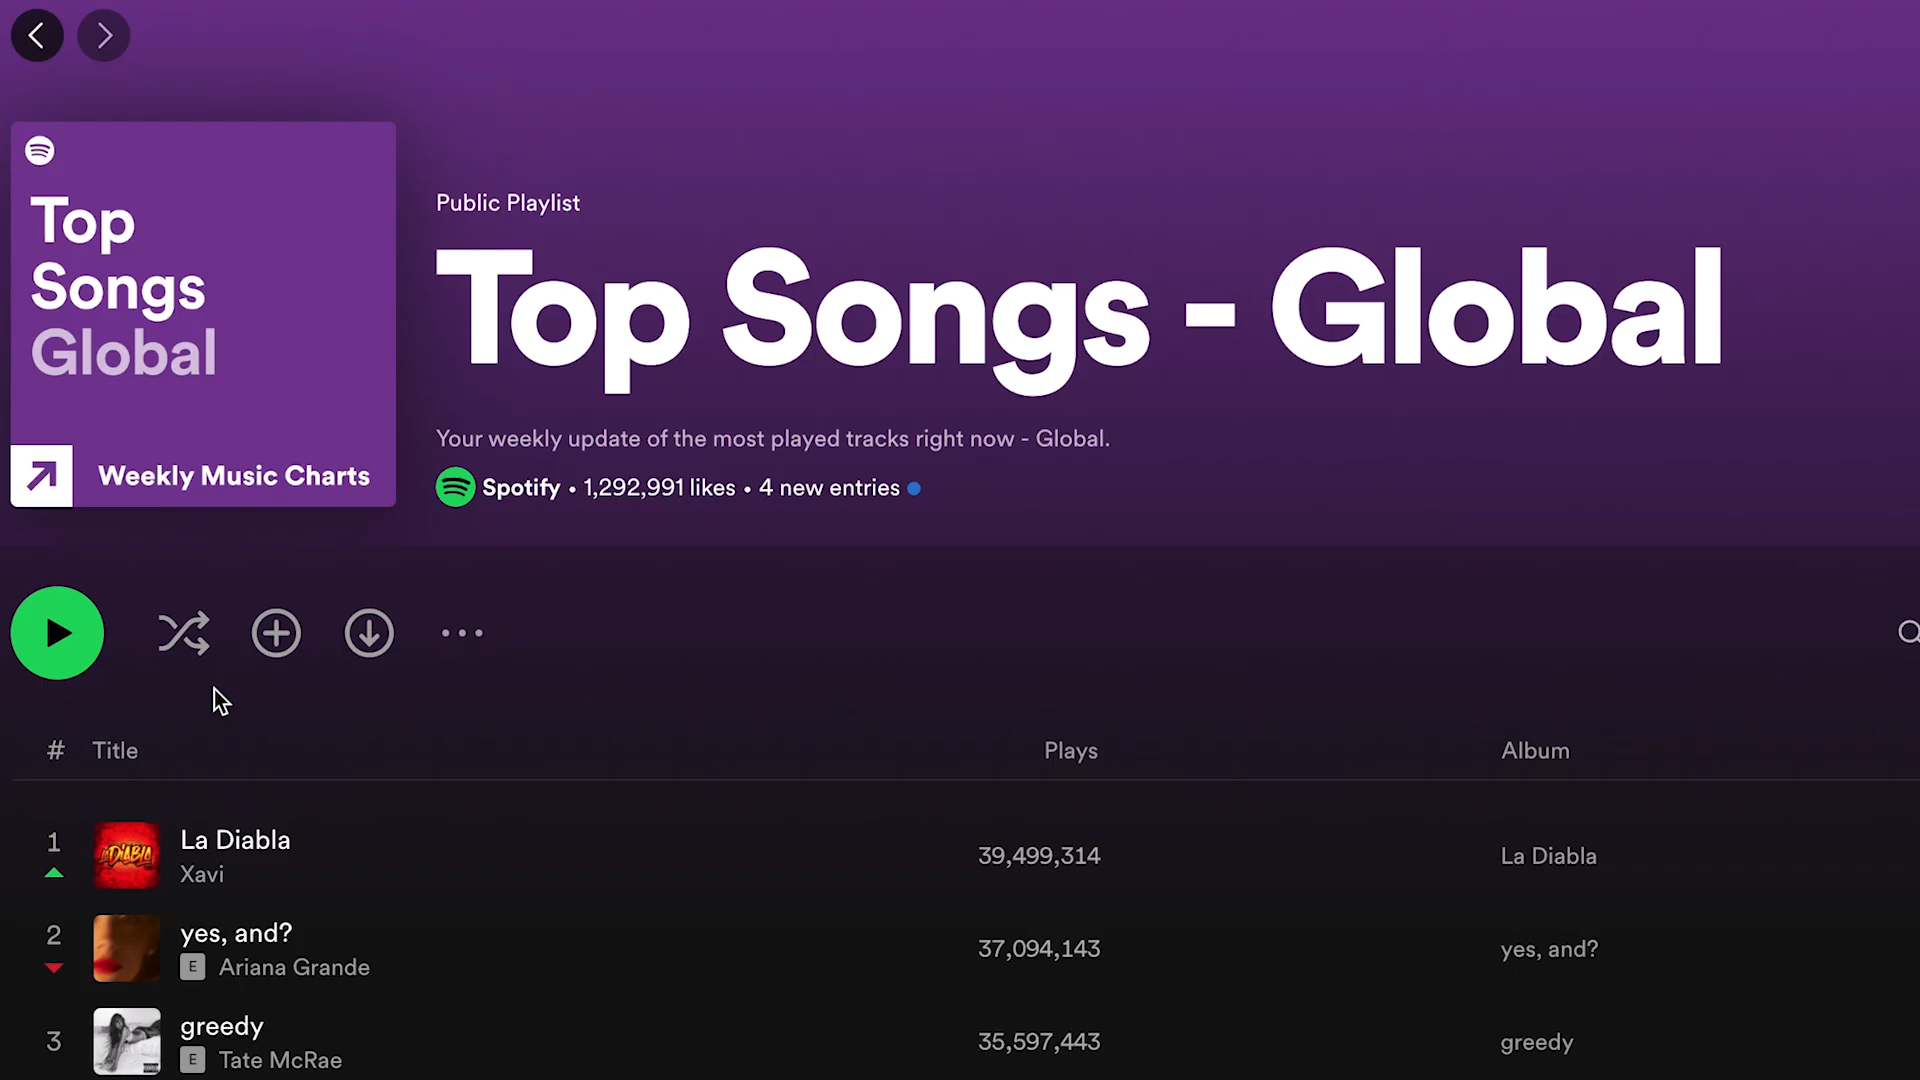 Top
Songs
Global
Weekly Music Charts
Public Playlist
Top Songs - Global
Your weekly update of the most played tracks right now - Global.
Spotify • 1,292,991 likes • 4 new entries
# Title Plays Album
1 La Diabla 39,499,314 La Diabla
LA DIABLA
Xavi
2 yes, and? 37,094,143 yes, and?
E Ariana Grande
3 greedy 35,597,443 greedy
E Tate McRae